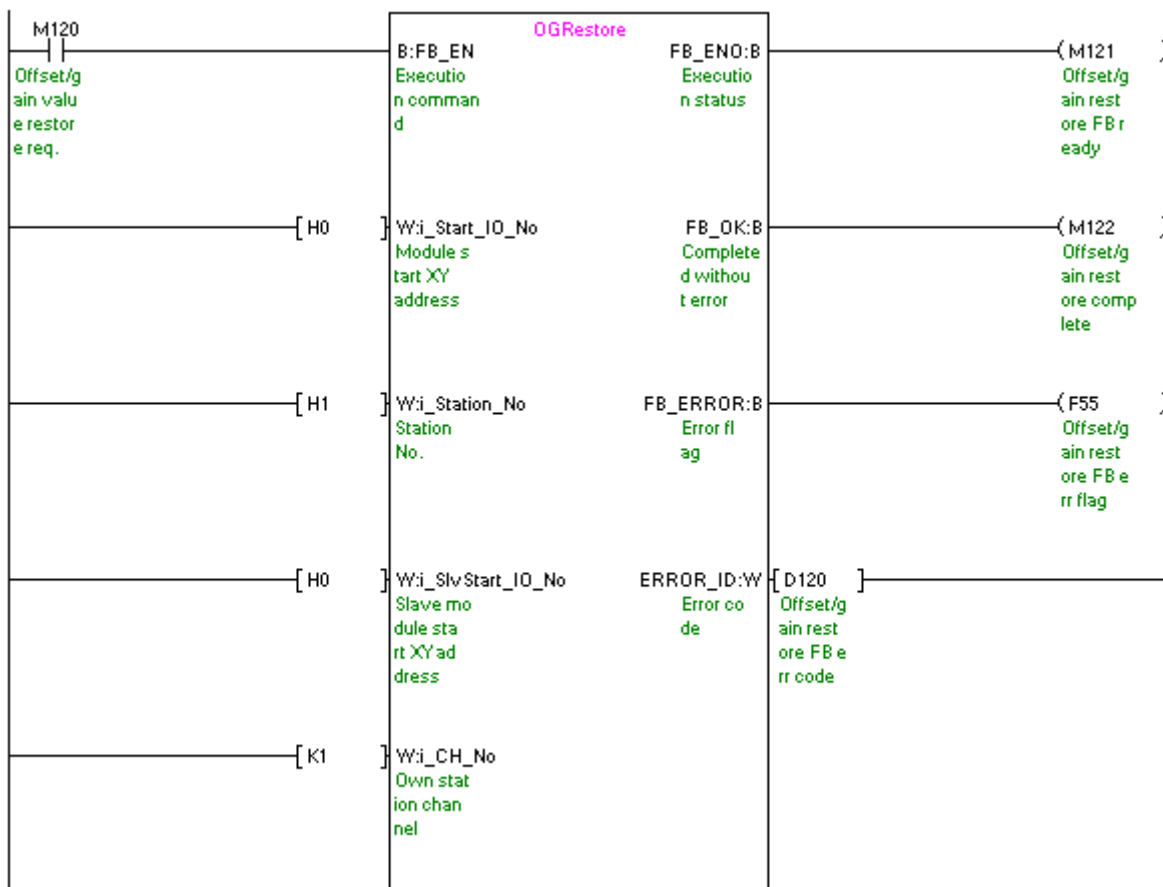 M120
OGRestore
B:FB_EN
FB_ENO:B
M121
Offset/g
ain valu
e restor
e req.
Executio
n comman
d
Executio
n status
Offset/g
ain rest
ore FB r
eady
H0
W:i_Start_IO_No
FB_OK:B
M122
Module s
tart XY
address
Complete
d withou
t error
Offset/g
ain rest
ore comp
lete
H1
W:i_Station_No
FB_ERROR:B
F55
Station
No.
Error fl
ag
Offset/g
ain rest
ore FB e
rr flag
H0
W:i_SlvStart_IO_No
ERROR_ID:W
D120
Slave mo
dule sta
rt XY ad
dress
Error co
de
Offset/g
ain rest
ore FB e
rr code
K1
W:i_CH_No
Own stat
ion chan
nel